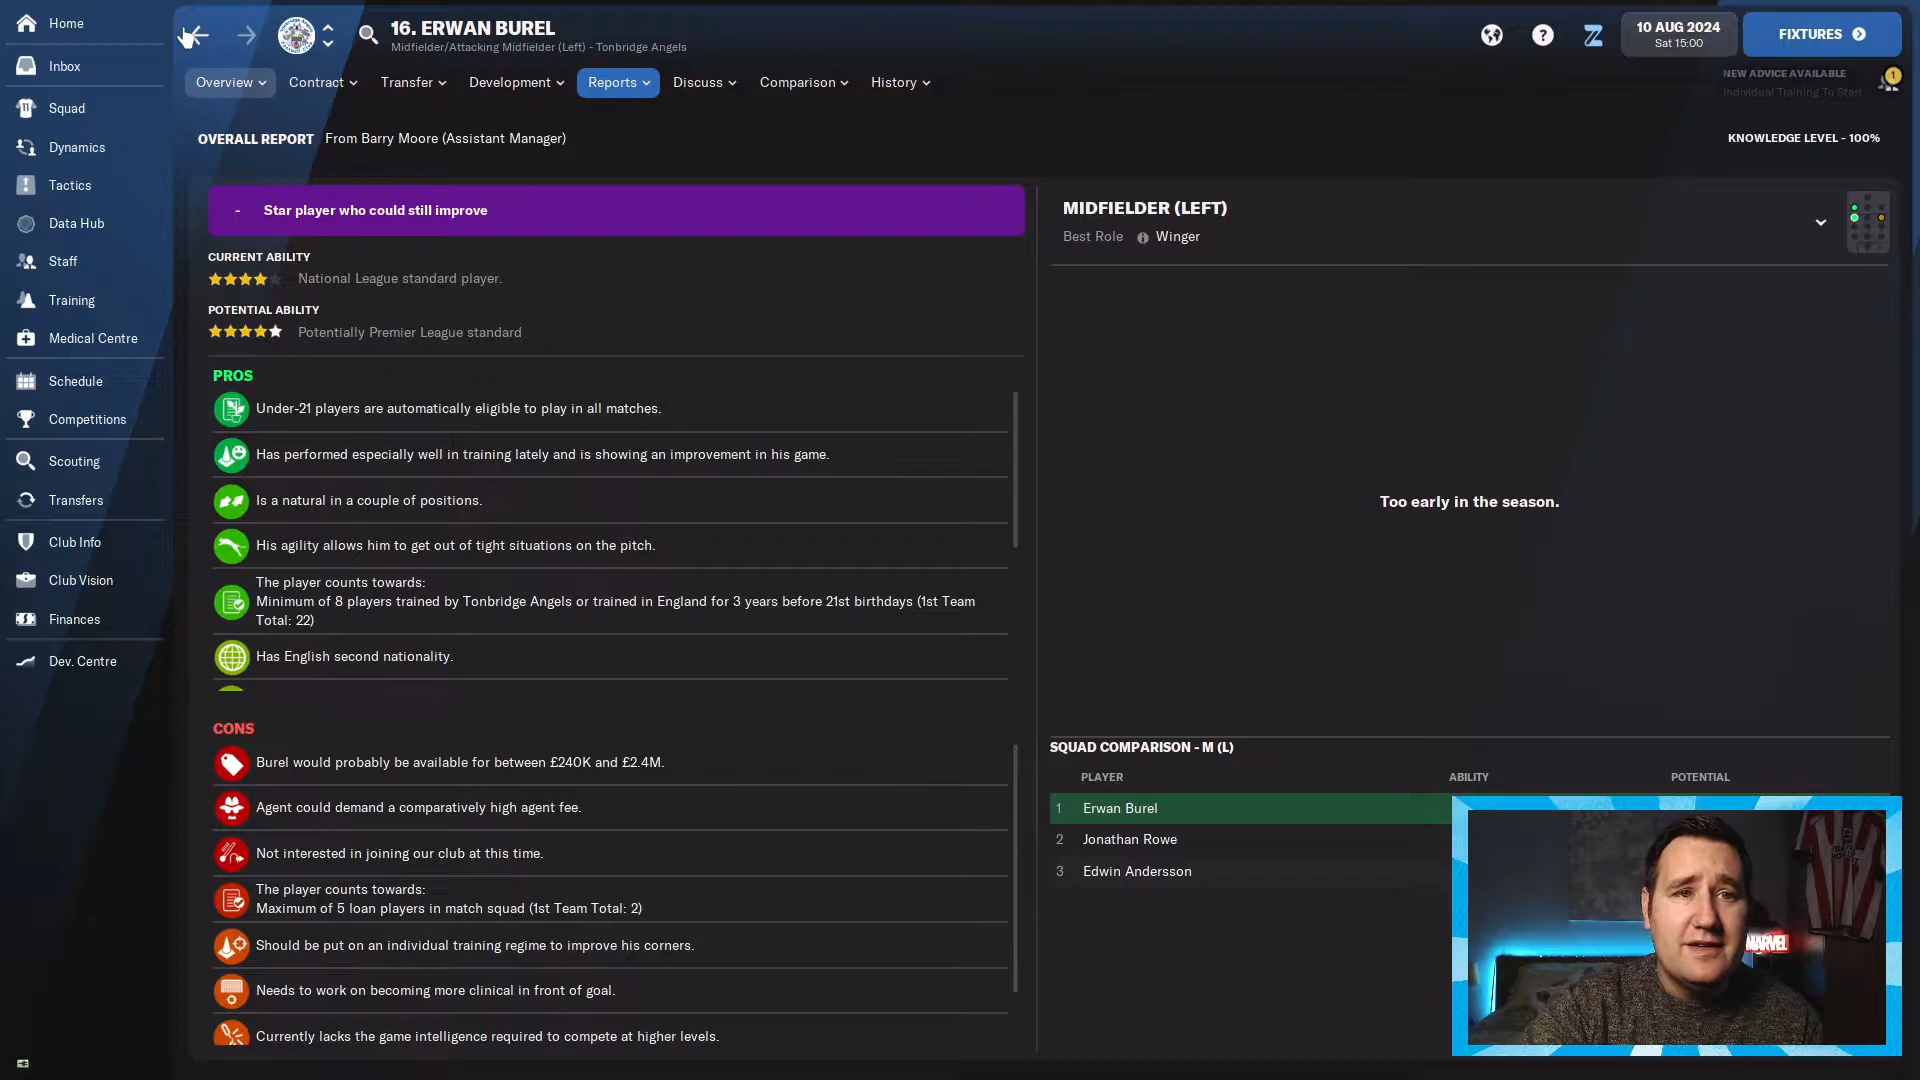 Home
Inbox
Squad
Dynamics
Tactics
Data Hub
Staff
Training
Medical Centre
Schedule
Competitions
Scouting
Transfers
Club Info
Club Vision
Finances
Dev. Centre
16. ERWAN BUREL
Midfielder/Attacking Midfielder (Left) - Tonbridge Angels
10 AUG 2024
Sat 15:00
FIXTURES
Overview
Contract
Transfer
Development
Reports
Discuss
Comparison
History
NEW ADVICE AVAILABLE
Individual Training To Start
1
OVERALL REPORT From Barry Moore (Assistant Manager)
KNOWLEDGE LEVEL - 100%
- Star player who could still improve
CURRENT ABILITY
National League standard player.
POTENTIAL ABILITY
Potentially Premier League standard
PROS
Under-21 players are automatically eligible to play in all matches.
Has performed especially well in training lately and is showing an improvement in his game.
Is a natural in a couple of positions.
His agility allows him to get out of tight situations on the pitch.
The player counts towards:
Minimum of 8 players trained by Tonbridge Angels or trained in England for 3 years before 21st birthdays (1st Team
Total: 22)
Has English second nationality.
CONS
Burel would probably be available for between £240K and £2.4M.
Agent could demand a comparatively high agent fee.
Not interested in joining our club at this time.
The player counts towards:
Maximum of 5 loan players in match squad (1st Team Total: 2)
Should be put on an individual training regime to improve his corners.
Needs to work on becoming more clinical in front of goal.
Currently lacks the game intelligence required to compete at higher levels.
MIDFIELDER (LEFT)
Best Role Winger
Too early in the season.
SQUAD COMPARISON - M (L)
PLAYER ABILITY POTENTIAL
1 Erwan Burel
2 Jonathan Rowe
3 Edwin Andersson
MARVEL